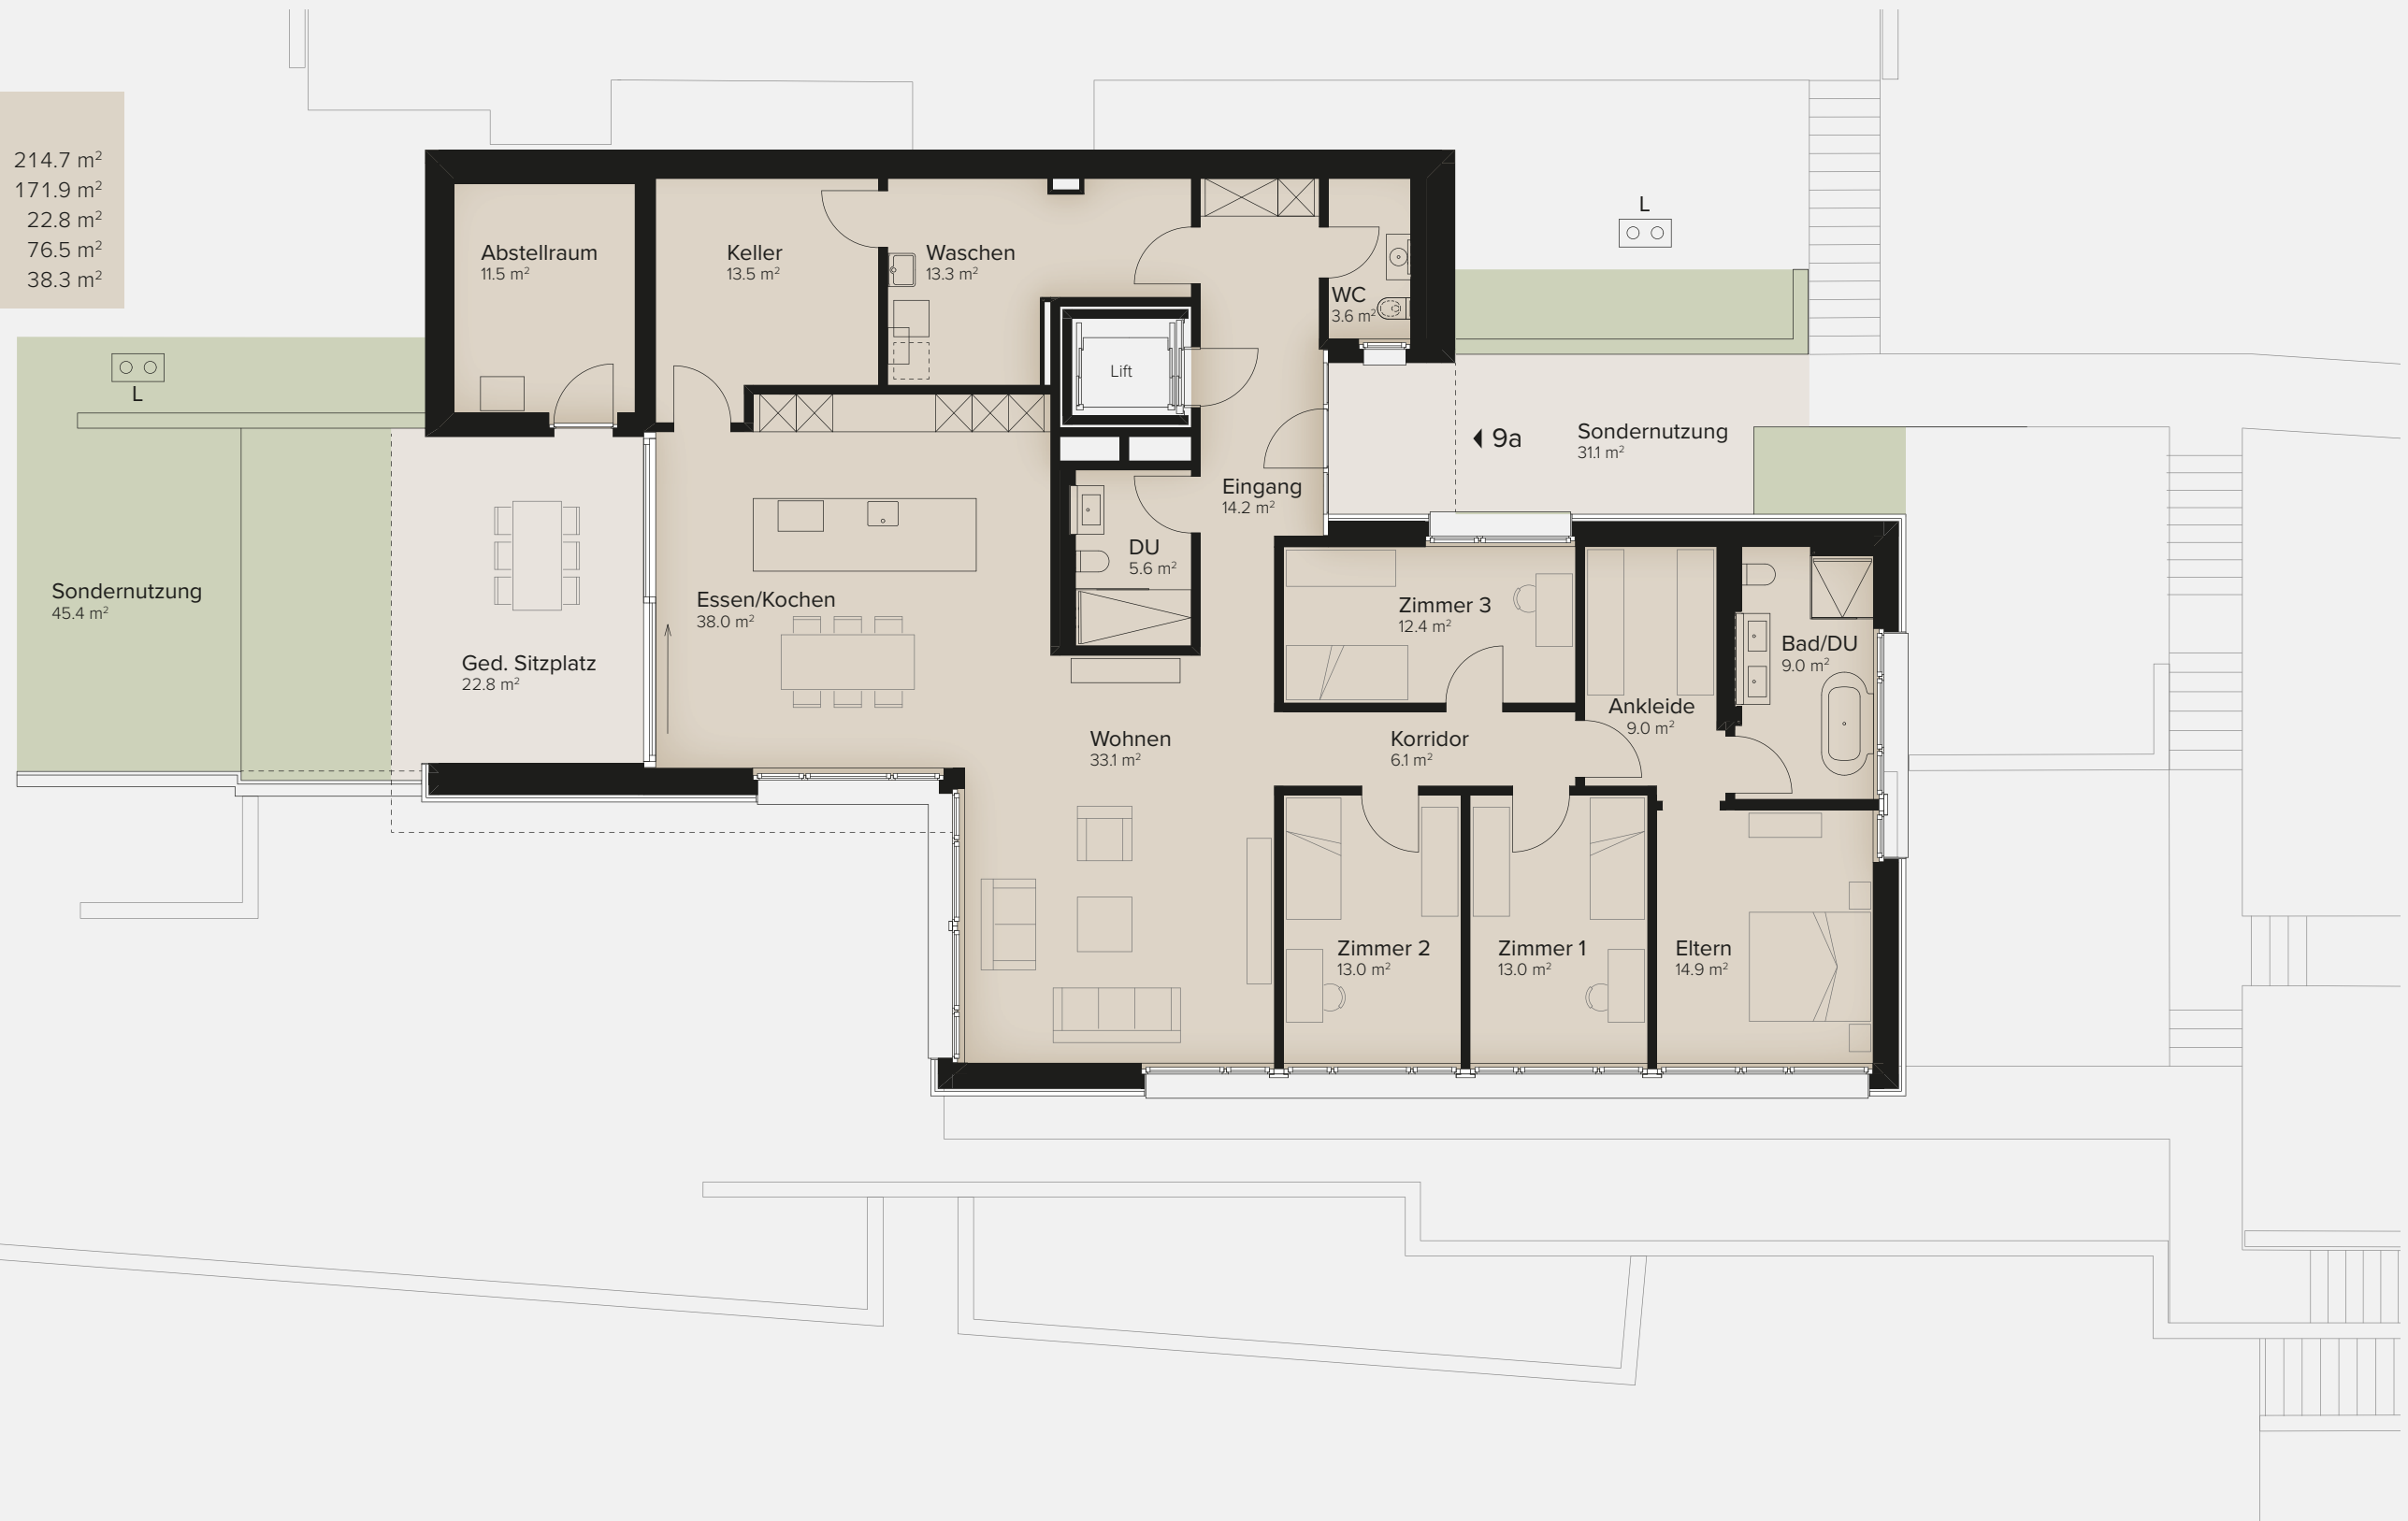 214.7 m²
171.9 m²
22.8 m²
76.5 m²
38.3 m²
L
L
Abstellraum
11.5 m²
Keller
13.5 m²
Waschen
13.3 m²
WC
3.6 m²
Lift
9a
Sondernutzung
31.1 m²
Eingang
14.2 m²
DU
5.6 m²
Sondernutzung
45.4 m²
Essen/Kochen
38.0 m²
Zimmer 3
12.4 m²
Bad/DU
9.0 m²
Ged. Sitzplatz
22.8 m²
Ankleide
9.0 m²
Wohnen
33.1 m²
Korridor
6.1 m²
Zimmer 2
13.0 m²
Zimmer 1
13.0 m²
Eltern
14.9 m²